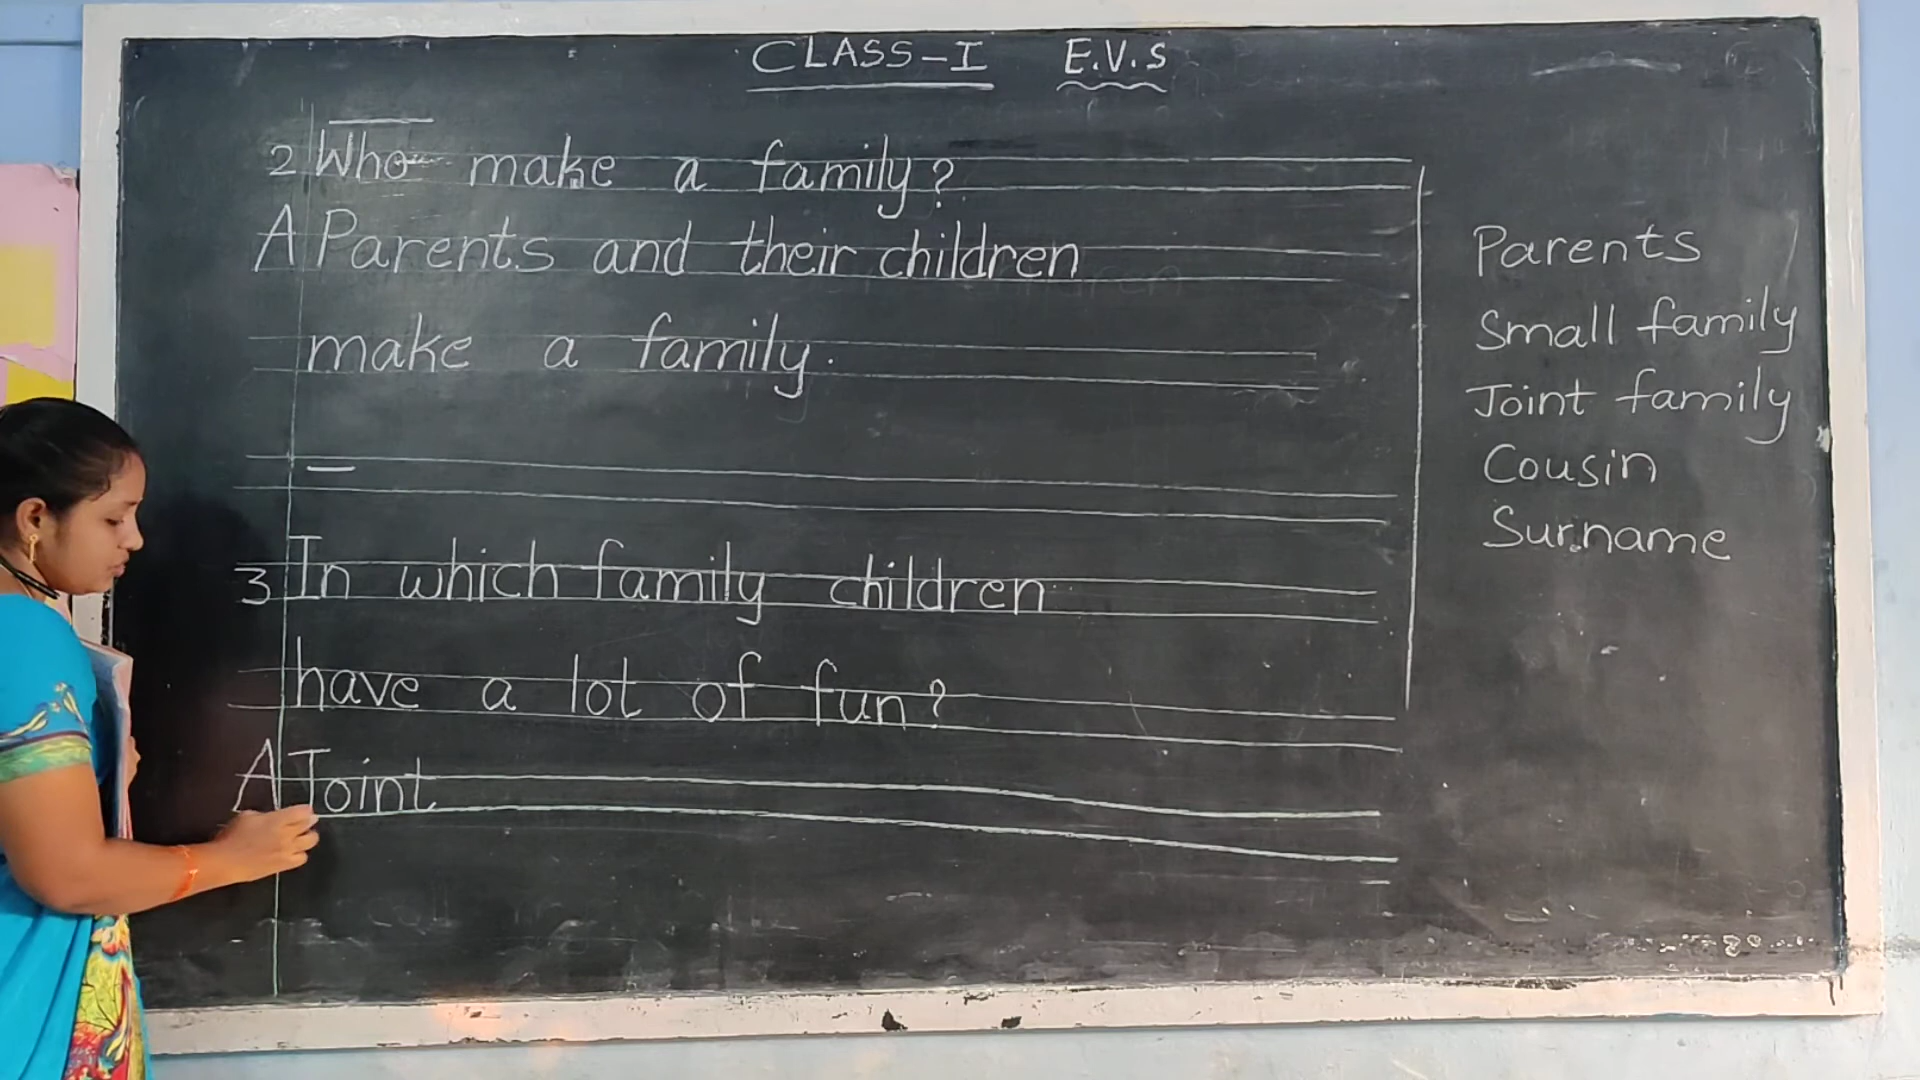 CLASS-I E.V.S
2 Who make a family?
A Parents and their children
make a family.
3 In which family children
have a lot of fun?
A Joint
Parents
Small family
Joint family
Cousin
Surname